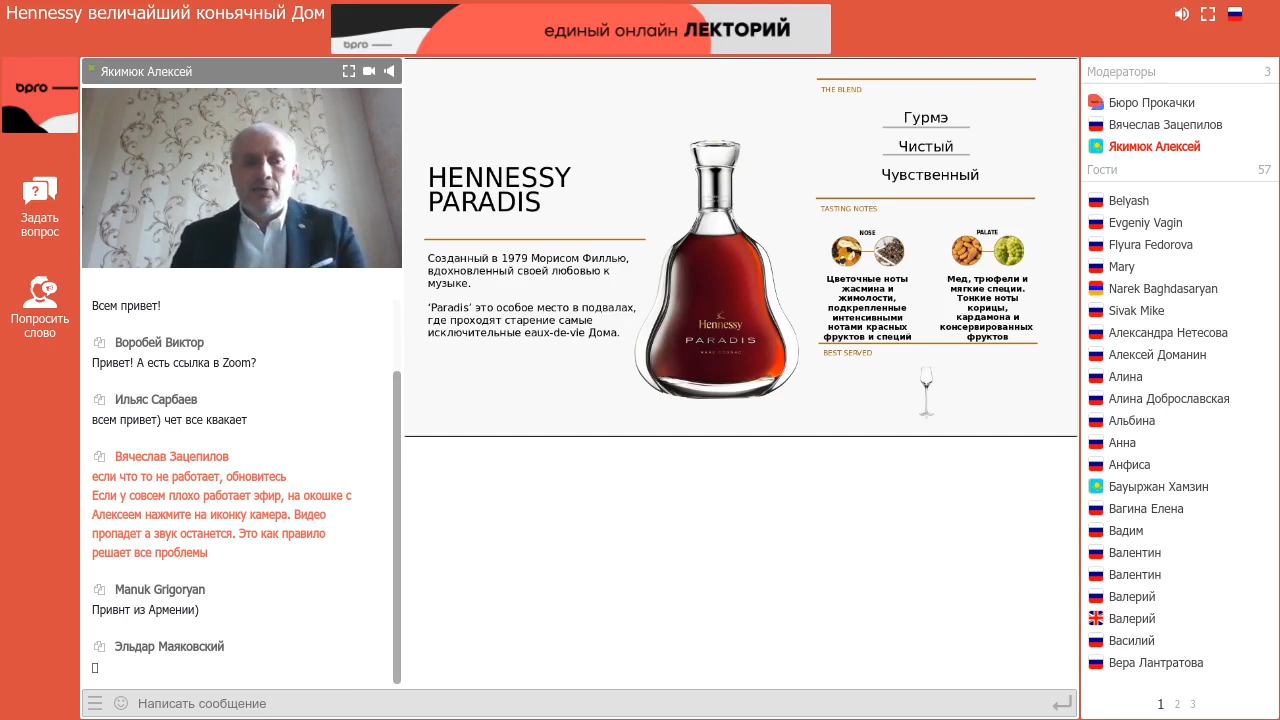 Hennessy величайший коньячный Дом
bpro
единый онлайн ЛЕКТОРИЙ
bpro
Задать
вопрос
Попросить
слово
Якимюк Алексей
Всем привет!
Воробей Виктор
Привет! А есть ссылка в Zoom?
Ильяс Сарбаев
всем привет) чет все квакает
Вячеслав Зацепилов
если что то не работает, обновитесь
Если у совсем плохо работает эфир, на окошке с
Алексеем нажмите на иконку камера. Видео
пропадет а звук останется. Это как правило
решает все проблемы
Manuk Grigoryan
Привнт из Армении)
Эльдар Маяковский
Написать сообщение
HENNESSY
PARADIS
Созданный в 1979 Морисом Филлью,
вдохновленный своей любовью к
музыке.
‘Paradis’ это особое место в подвалах,
где проходят старение самые
исключительные eaux-de-vie Дома.
Hennessy
PARADIS
RARE COGNAC
THE BLEND
Гурмэ
Чистый
Чувственный
TASTING NOTES
NOSE
Цветочные ноты
жасмина и
жимолости,
подкрепленные
интенсивными
нотами красных
фруктов и специй
PALATE
Мед, трюфели и
мягкие специи.
Тонкие ноты
корицы,
кардамона и
консервированных
фруктов
BEST SERVED
Модераторы 3
Бюро Прокачки
Вячеслав Зацепилов
Якимюк Алексей
Гости 57
Belyash
Evgeniy Vagin
Flyura Fedorova
Mary
Narek Baghdasaryan
Sivak Mike
Александра Нетесова
Алексей Доманин
Алина
Алина Доброславская
Альбина
Анна
Анфиса
Бауыржан Хамзин
Вагина Елена
Вадим
Валентин
Валентин
Валерий
Валерий
Василий
Вера Лантратова
1 2 3